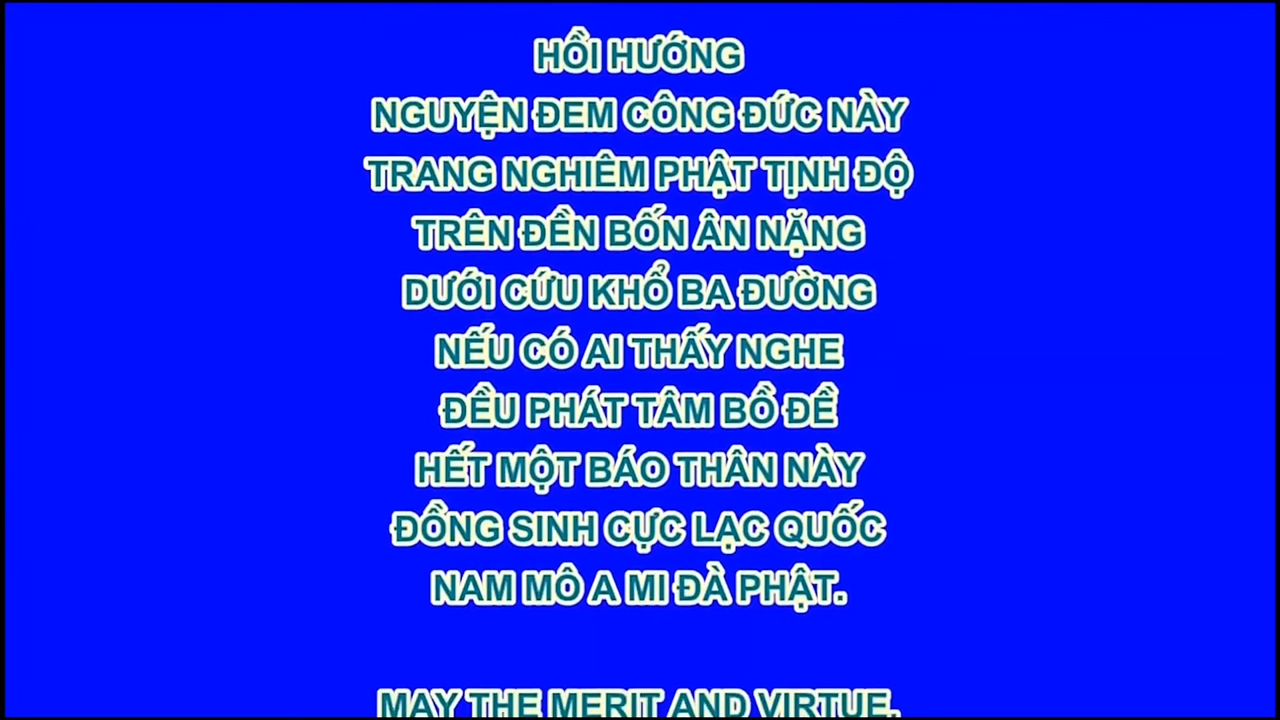 HỒI HƯỚNG
NGUYỆN ĐEM CÔNG ĐỨC NÀY
TRANG NGHIÊM PHẬT TỊNH ĐỘ
TRÊN ĐỀN BỐN ÂN NẶNG
DƯỚI CỨU KHỔ BA ĐƯỜNG
NẾU CÓ AI THẤY NGHE
ĐỀU PHÁT TÂM BỒ ĐỀ
HẾT MỘT BÁO THÂN NÀY
ĐỒNG SINH CỰC LẠC QUỐC
NAM MÔ A MI ĐÀ PHẬT.
MAY THE MERIT AND VIRTUE,